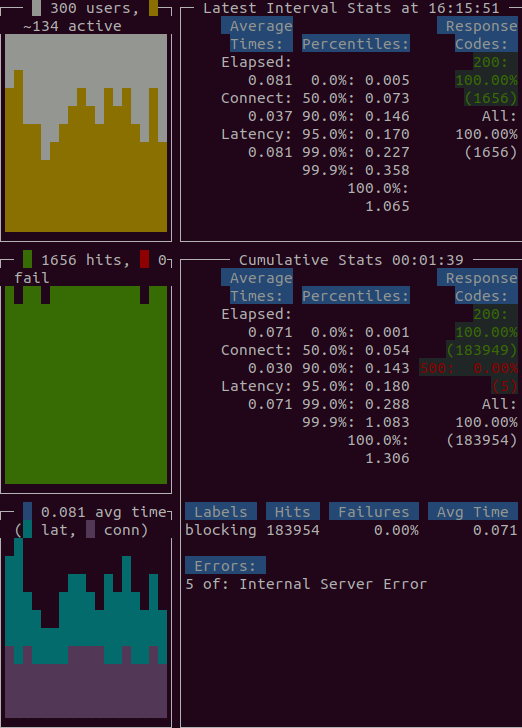 300 users,
~134 active
1656 hits, 0
fail
0.081 avg time
( lat, conn)
Latest Interval Stats at 16:15:51
Average Response
Times: Percentiles: Codes:
Elapsed: 200:
0.081 0.0%: 0.005 100.00%
Connect: 50.0%: 0.073 (1656)
0.037 90.0%: 0.146 All:
Latency: 95.0%: 0.170 100.00%
0.081 99.0%: 0.227 (1656)
99.9%: 0.358
100.0%:
1.065
Cumulative Stats 00:01:39
Average Response
Times: Percentiles: Codes:
Elapsed: 200:
0.071 0.0%: 0.001 100.00%
Connect: 50.0%: 0.054 (183949)
0.030 90.0%: 0.143 500: 0.00%
Latency: 95.0%: 0.180 (5)
0.071 99.0%: 0.288 All:
99.9%: 1.083 100.00%
100.0%: (183954)
1.306
Labels Hits Failures Avg Time
blocking 183954 0.00% 0.071
Errors:
5 of: Internal Server Error